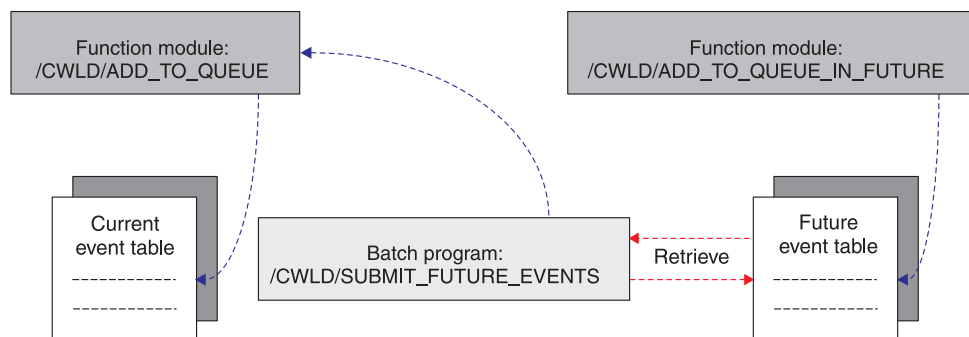 Function module:
/CWLD/ADD_TO_QUEUE
Function module:
/CWLD/ADD_TO_QUEUE_IN_FUTURE
Current
event table
Batch program:
/CWLD/SUBMIT_FUTURE_EVENTS
Retrieve
Future
event table